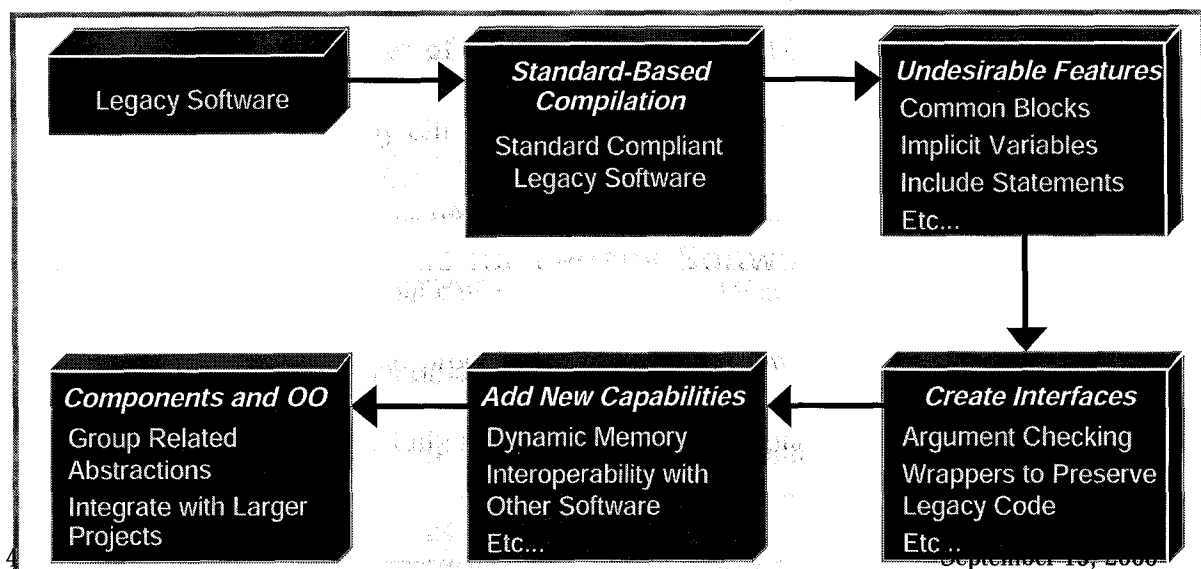 Legacy Software
Standard-Based
Compilation
Standard Compliant
Legacy Software
Undesirable Features
Common Blocks
Implicit Variables
Include Statements
Etc...
Components and OO
Group Related
Abstractions
Integrate with Larger
Projects
Add New Capabilities
Dynamic Memory
Interoperability with
Other Software
Etc...
Create Interfaces
Argument Checking
Wrappers to Preserve
Legacy Code
Etc..
4
September